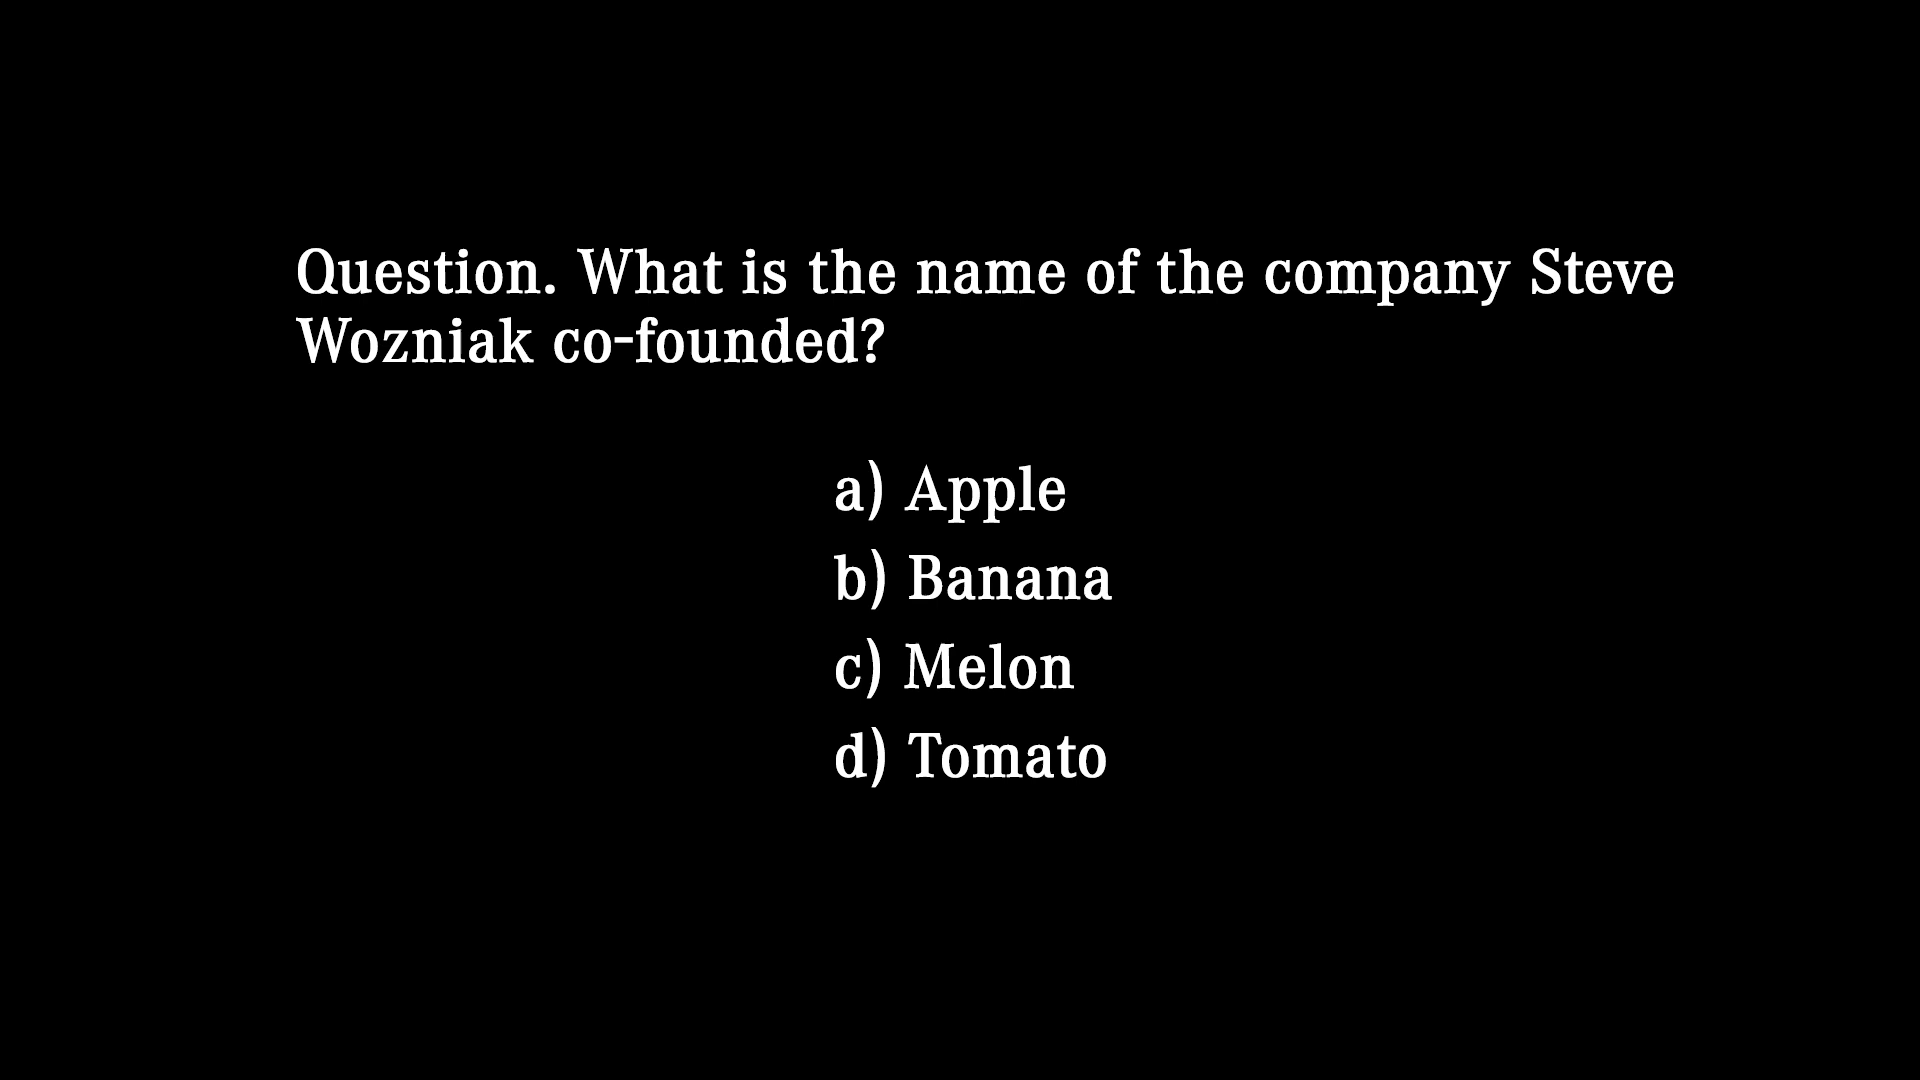 Question. What is the name of the company Steve
Wozniak co-founded?
a) Apple
b) Banana
c) Melon
d) Tomato